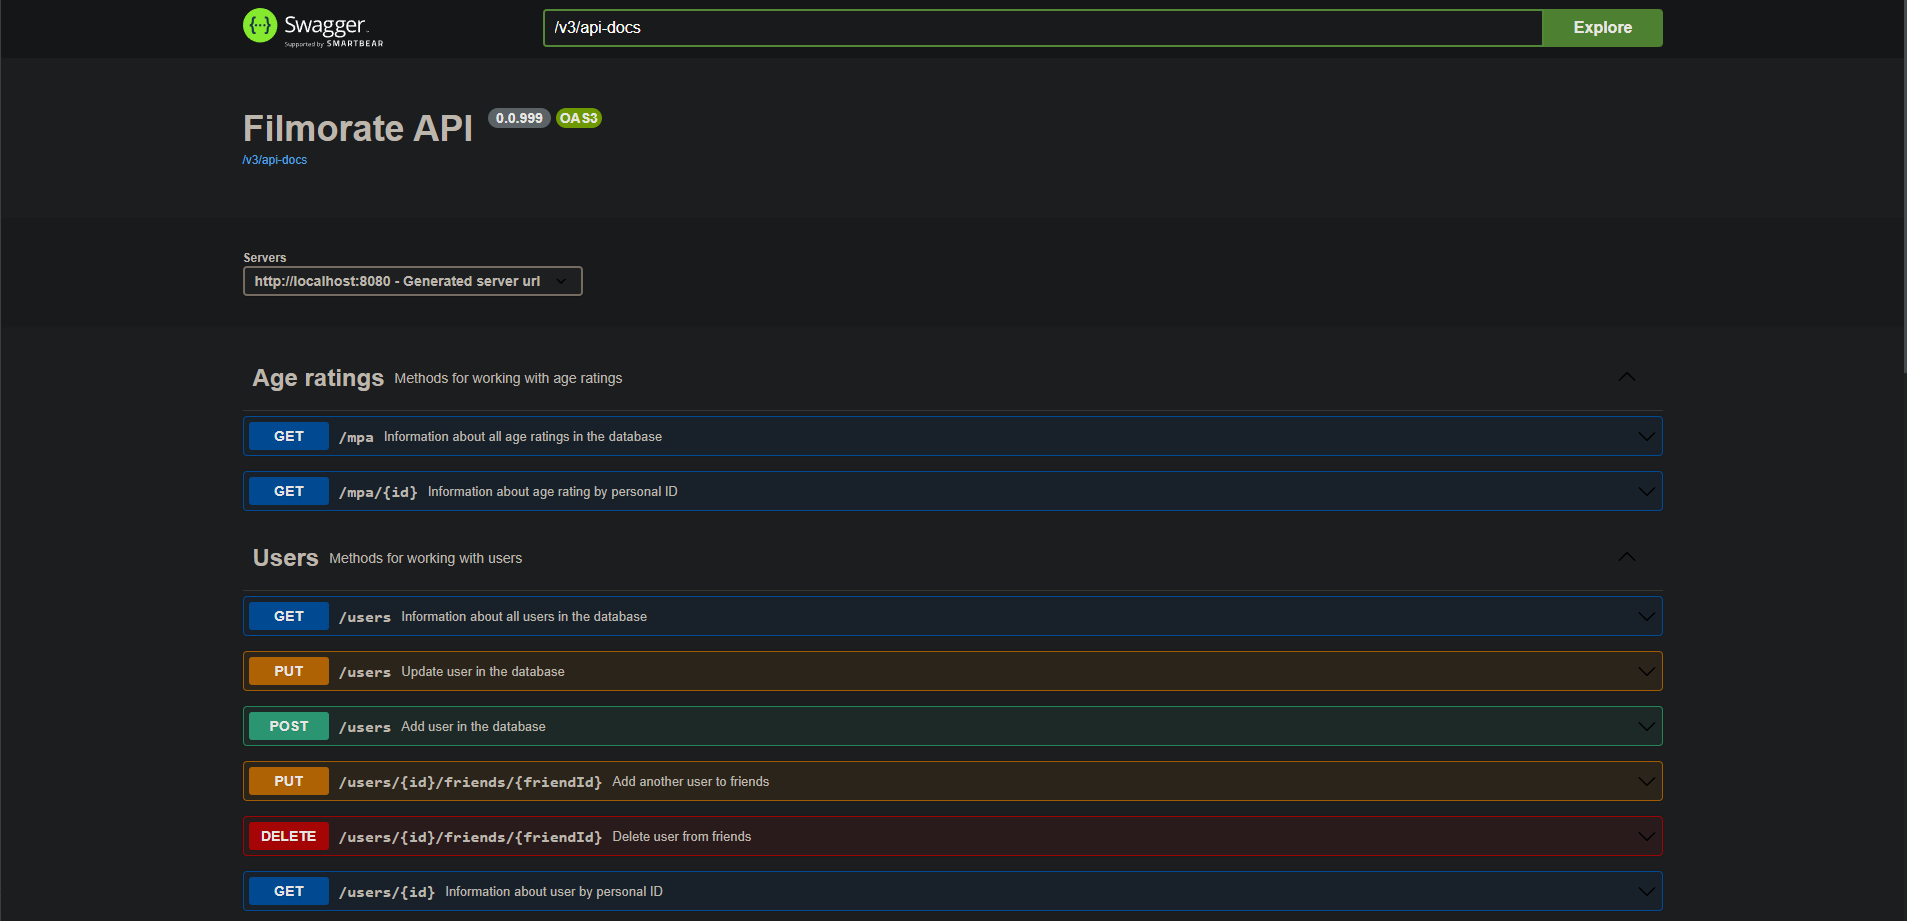 Swagger.
Supported by SMARTBEAR
/v3/api-docs
Explore
Filmorate API 0.0.999 OAS3
/v3/api-docs
Servers
http://localhost:8080 - Generated server url
Age ratings Methods for working with age ratings
GET /mpa Information about all age ratings in the database
GET /mpa/{id} Information about age rating by personal ID
Users Methods for working with users
GET /users Information about all users in the database
PUT /users Update user in the database
POST /users Add user in the database
PUT /users/{id}/friends/{friendId} Add another user to friends
DELETE /users/{id}/friends/{friendId} Delete user from friends
GET /users/{id} Information about user by personal ID